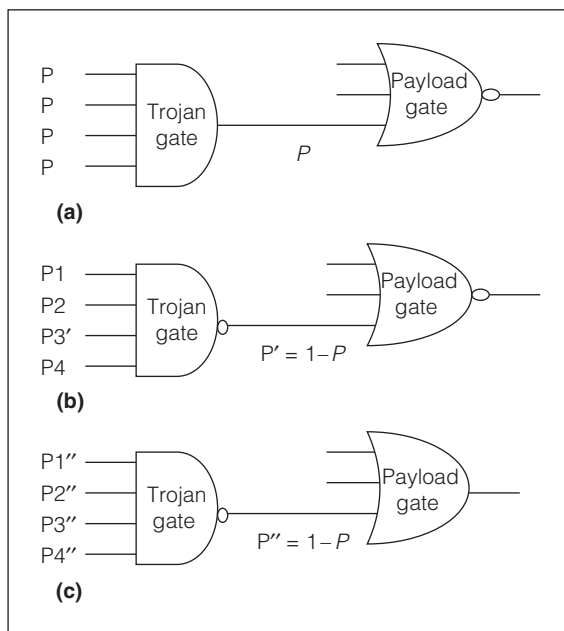 P
P
P
P
Trojan
gate
P
Payload
gate
(a)
P1
P2
P3′
P4
Trojan
gate
P′ = 1–P
Payload
gate
(b)
P1″
P2″
P3″
P4″
Trojan
gate
P″ = 1–P
Payload
gate
(c)